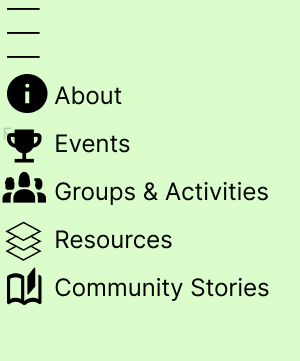 About
Events
Groups & Activities
Resources
Community Stories